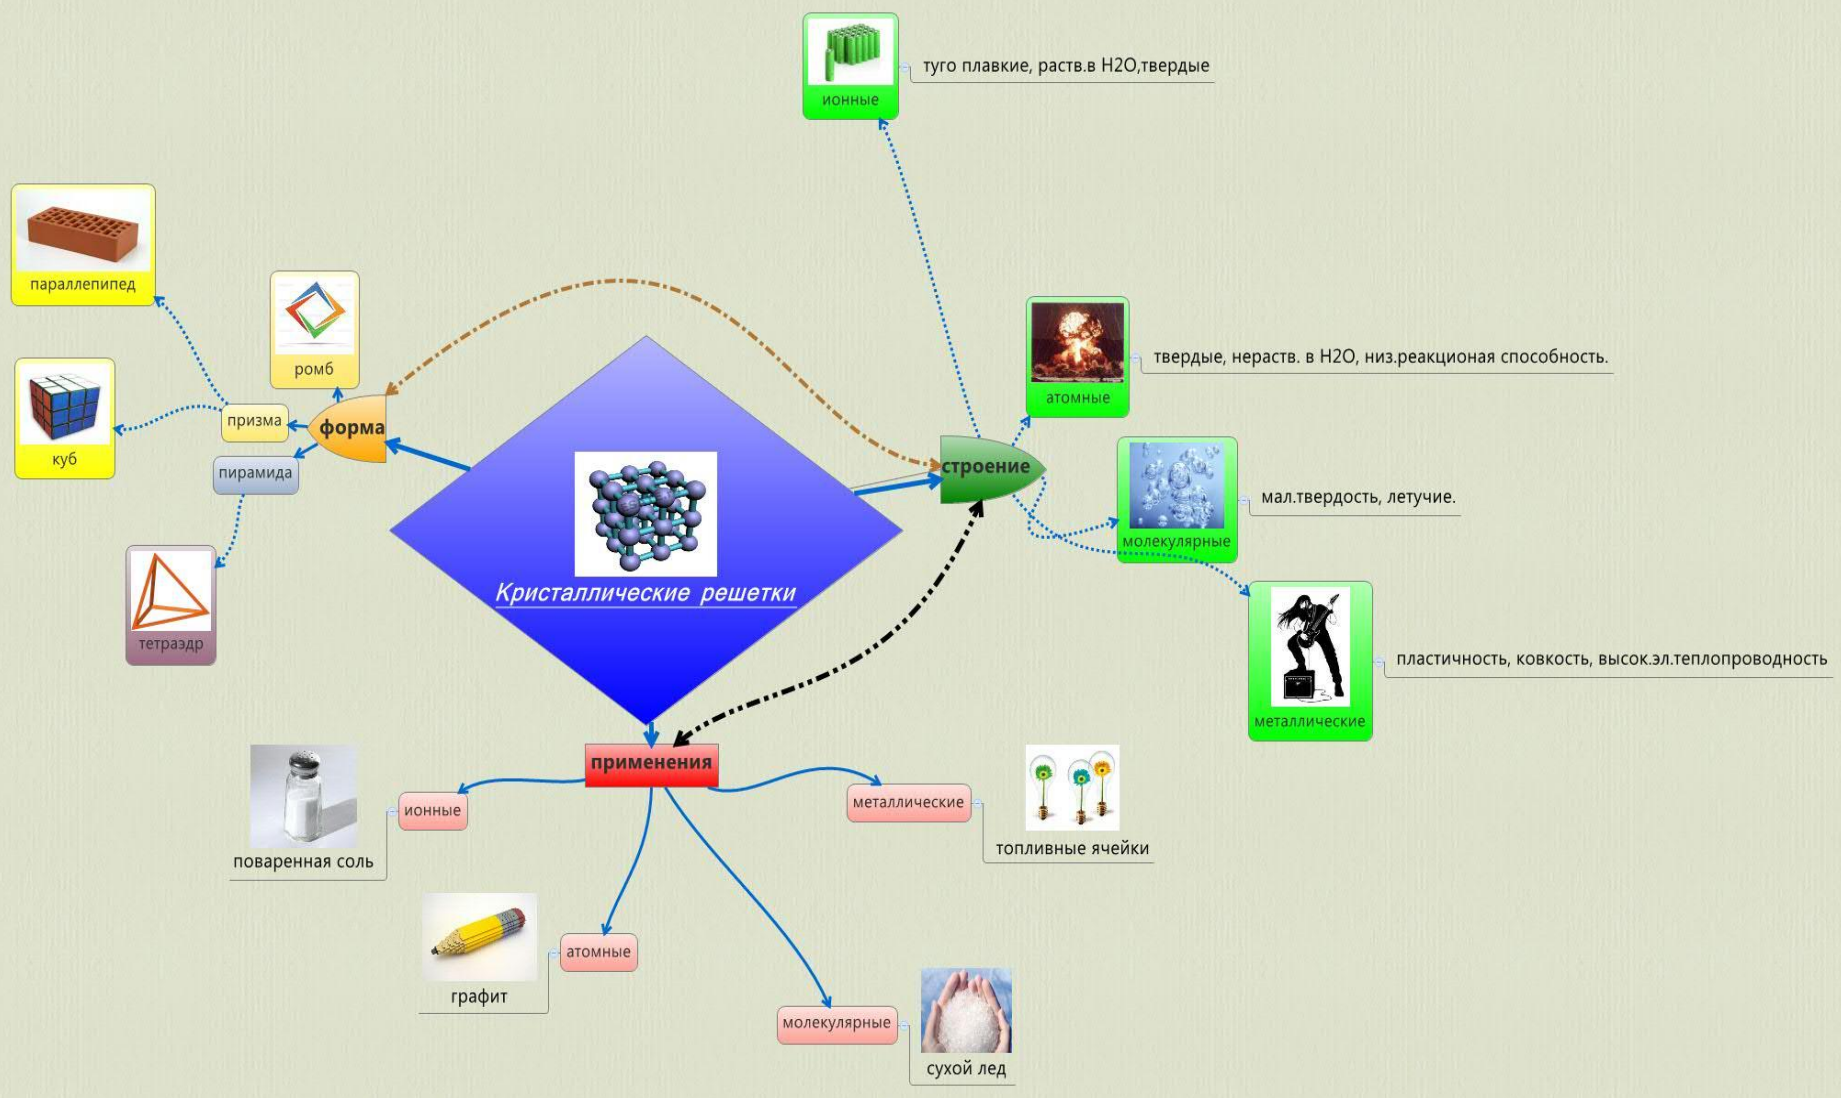 ионные
туго плавкие, раств.в H2O,твердые
параллепипед
ромб
атомные
твердые, нераств. в H2O, низ.реакционая способность.
куб
призма
форма
пирамида
строение
молекулярные
мал.твердость, летучие.
тетраэдр
Кристаллические решетки
металлические
пластичность, ковкость, высок.эл.теплопроводность
применения
ионные
поваренная соль
металлические
топливные ячейки
атомные
графит
молекулярные
сухой лед